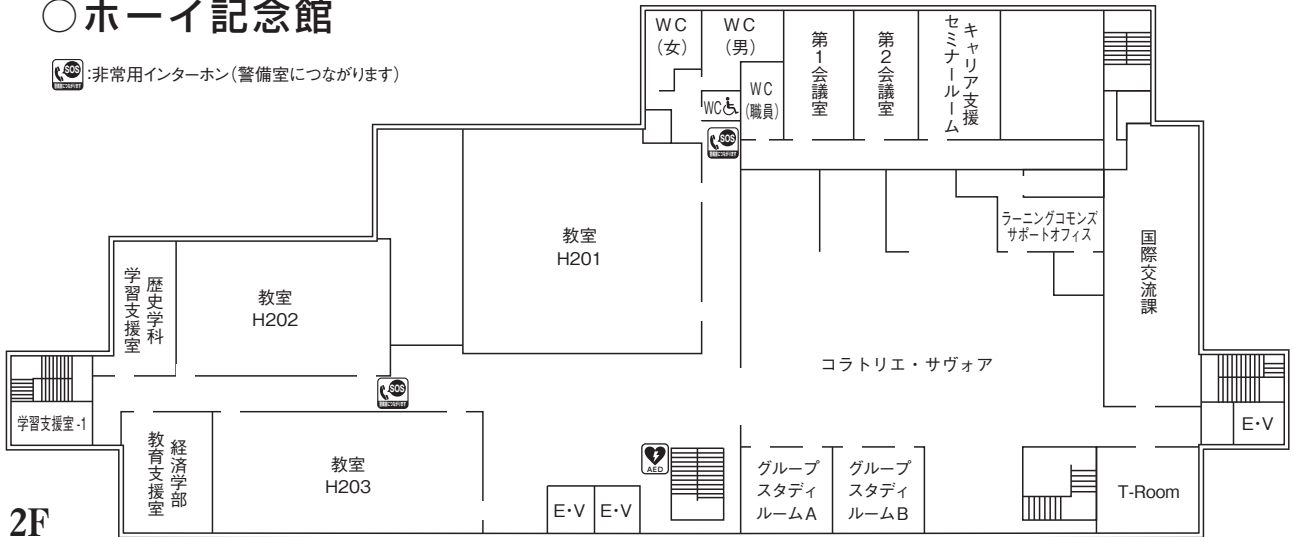 ○ホーイ記念館
SOS
:非常用インターホン(警備室につながります)
WC
(女)
WC
(男)
WC
WC
(職員)
第1会議室
第2会議室
キャリア支援
セミナールーム
SOS
教室
H201
ラーニングコモンズ
サポートオフィス
国際交流課
歴史学科
学習支援室
教室
H202
コラトリエ・サヴォア
SOS
学習支援室-1
E・V
経済学部
教育支援室
教室
H203
AED
グループ
スタディ
ルームA
グループ
スタディ
ルームB
T-Room
E・V
E・V
2F